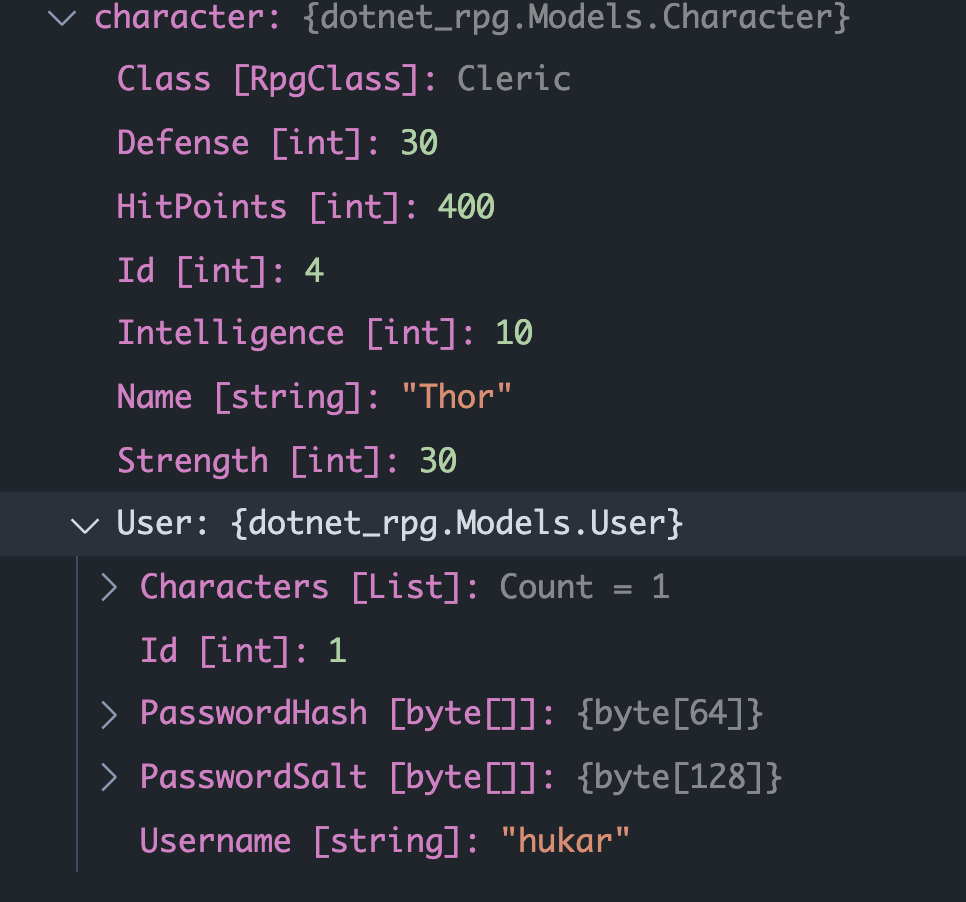 character: {dotnet_rpg.Models.Character}
Class [RpgClass]: Cleric
Defense [int]: 30
HitPoints [int]: 400
Id [int]: 4
Intelligence [int]: 10
Name [string]: "Thor"
Strength [int]: 30
User: {dotnet_rpg.Models.User}
Characters [List]: Count = 1
Id [int]: 1
PasswordHash [byte[]]: {byte[64]}
PasswordSalt [byte[]]: {byte[128]}
Username [string]: "hukar"